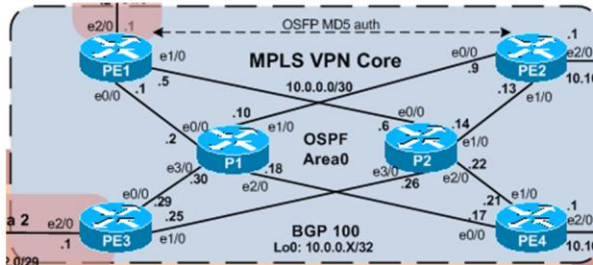 e2/0 .1
OSFP MD5 auth
.1
PE1
e1/0
MPLS VPN Core
e0/0
PE2
e2/0
.9
10.10
e0/0
.1
.5
10.0.0.0/30
.13
e1/0
.10
e0/0
.2
e0/0
e1/0
.6
.14
P1
OSPF
P2
e1/0
Area0
e3/0
.18
e3/0
.22
.30
e2/0
.26
e2/0
e0/0
.29
.21
e1/0
a 2
e2/0
.25
.17
.1
PE3
e1/0
BGP 100
e0/0
PE4
e2/0
.1
Lo0: 10.0.0.X/32
10.10
2.0/29